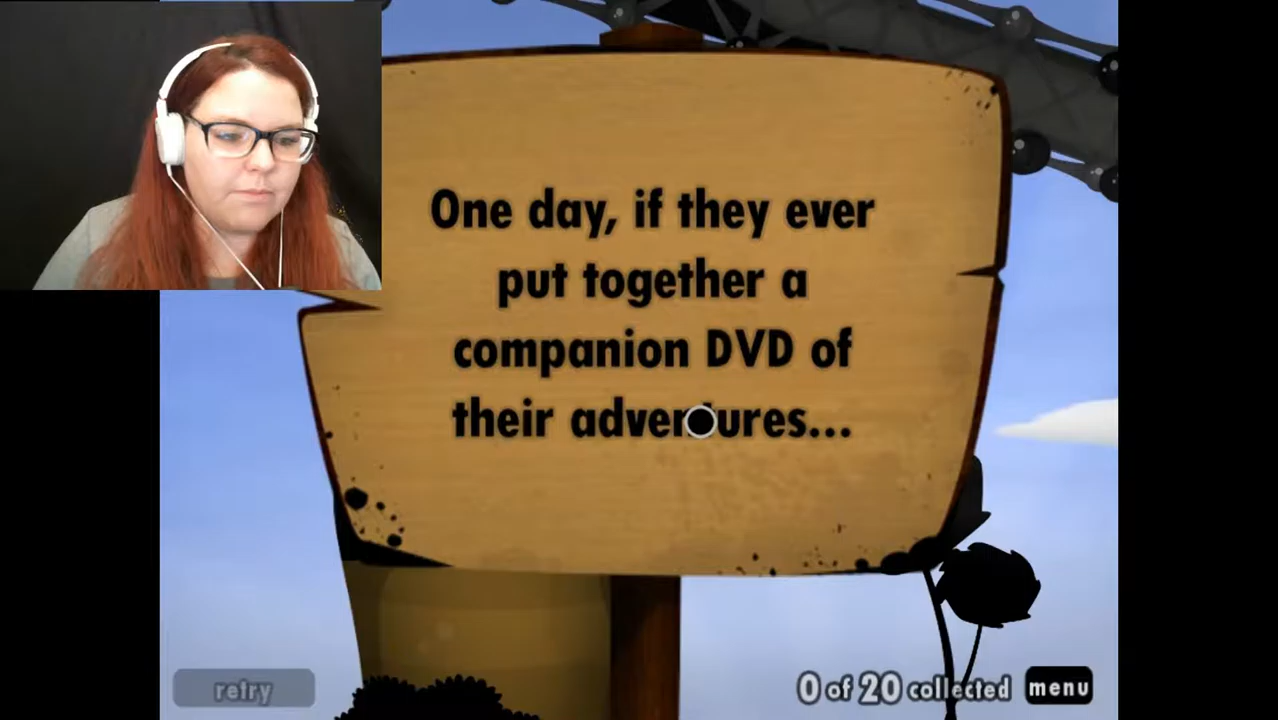 One day, if they ever
put together a
companion DVD of
their adventures...
retry
0 of 20 collected
menu